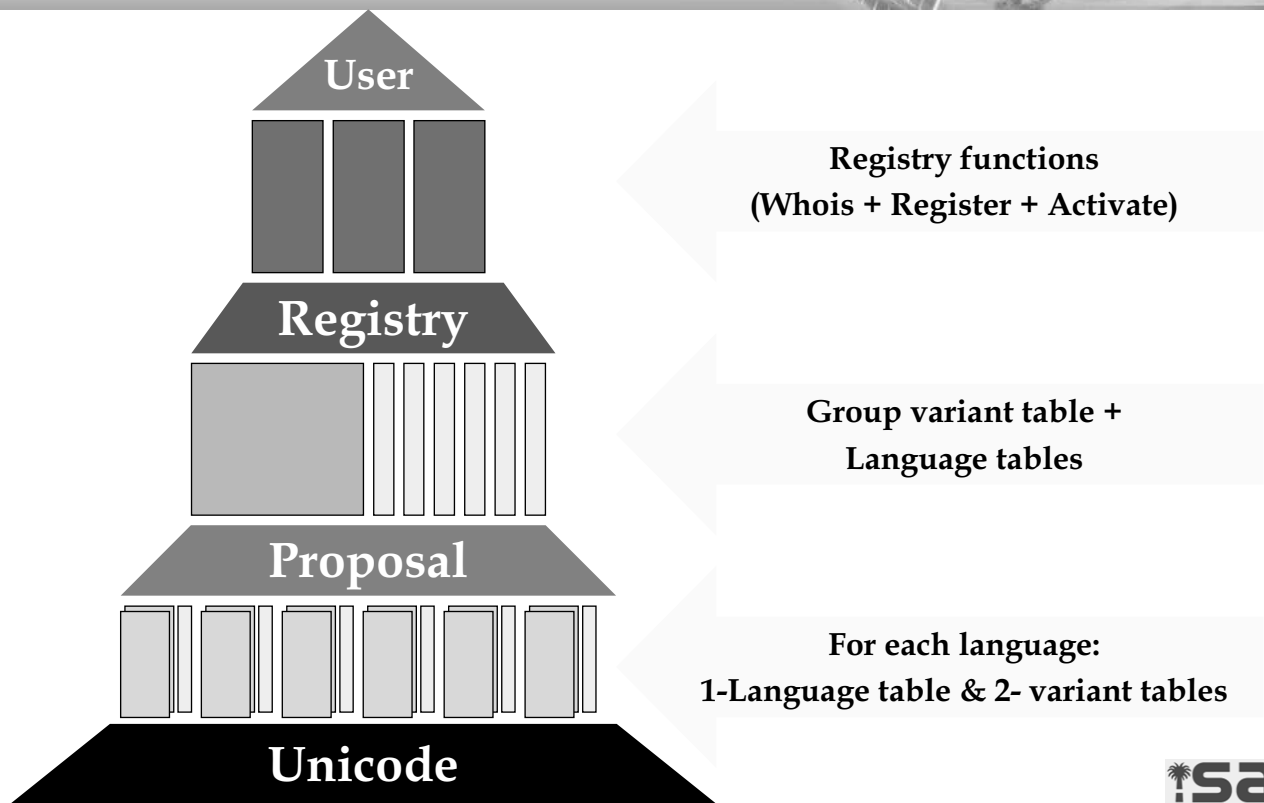 User
Registry functions
(Whois + Register + Activate)
Registry
Group variant table +
Language tables
Proposal
For each language:
1-Language table & 2- variant tables
Unicode